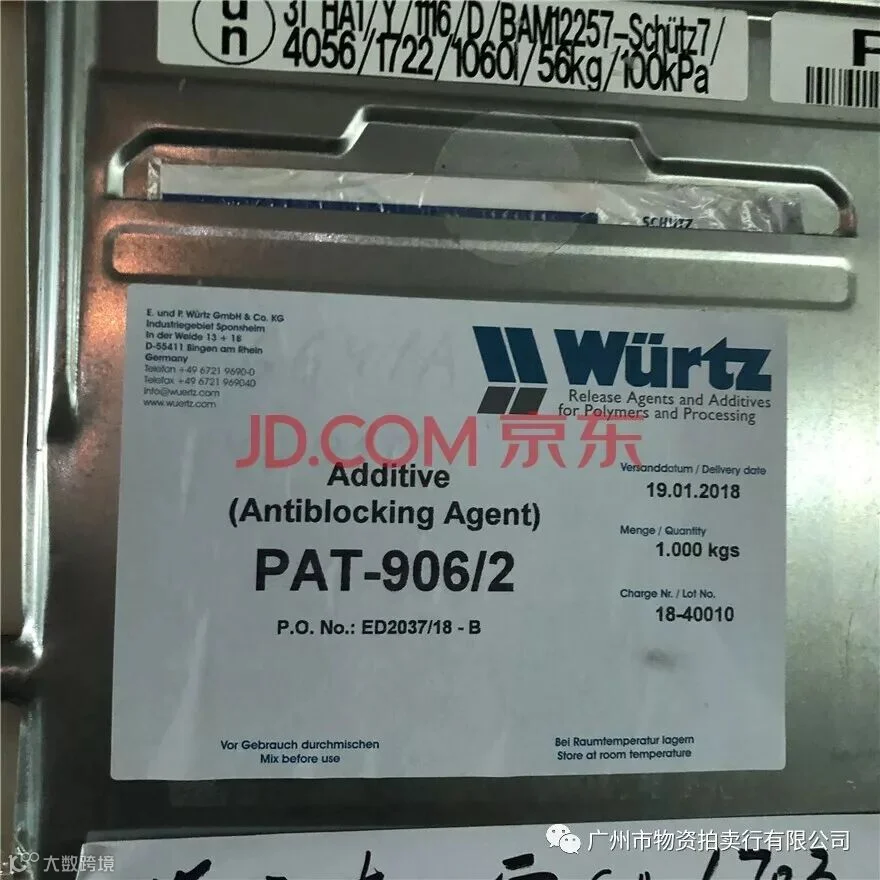 un
31 HA1/Y/1116/D/BAM12257-Schütz7/
4056/1722/1060l/56kg/100kPa
SCHÜTZ
E. und P. Würtz GmbH & Co. KG
Industriegebiet Sponsheim
In der Weide 13 + 18
D-55411 Bingen am Rhein
Germany
Telefon +49 6721 9690-0
Telefax +49 6721 969040
info@wuertz.com
www.wuertz.com
Würtz
Release Agents and Additives
for Polymers and Processing
JD.COM 京东
Additive
(Antiblocking Agent)
PAT-906/2
P.O. No.: ED2037/18 - B
Versanddatum / Delivery date
19.01.2018
Menge / Quantity
1.000 kgs
Charge Nr. / Lot No.
18-40010
Vor Gebrauch durchmischen
Mix before use
Bei Raumtemperatur lagern
Store at room temperature
广州市物资拍卖行有限公司
大数跨境
1703